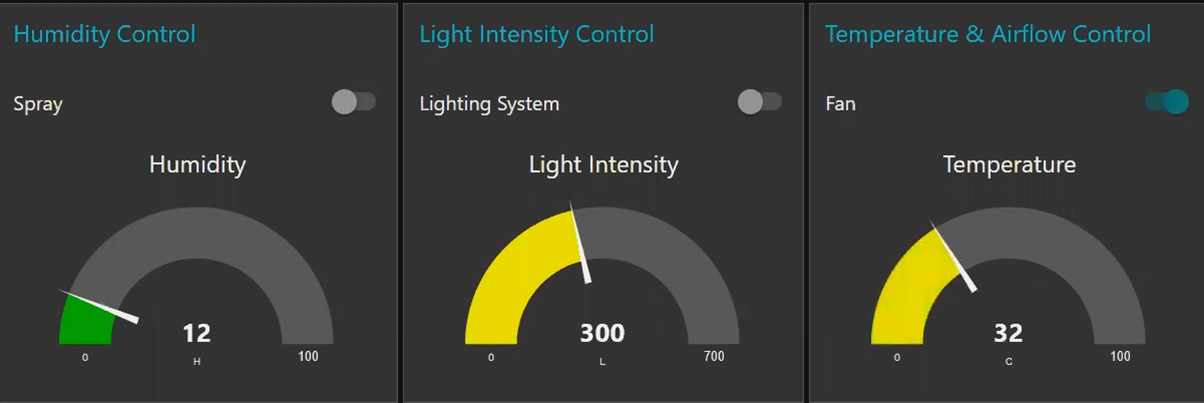 Humidity Control
Spray
Humidity
12
H
0
100
Light Intensity Control
Lighting System
Light Intensity
300
L
0
700
Temperature & Airflow Control
Fan
Temperature
32
C
0
100